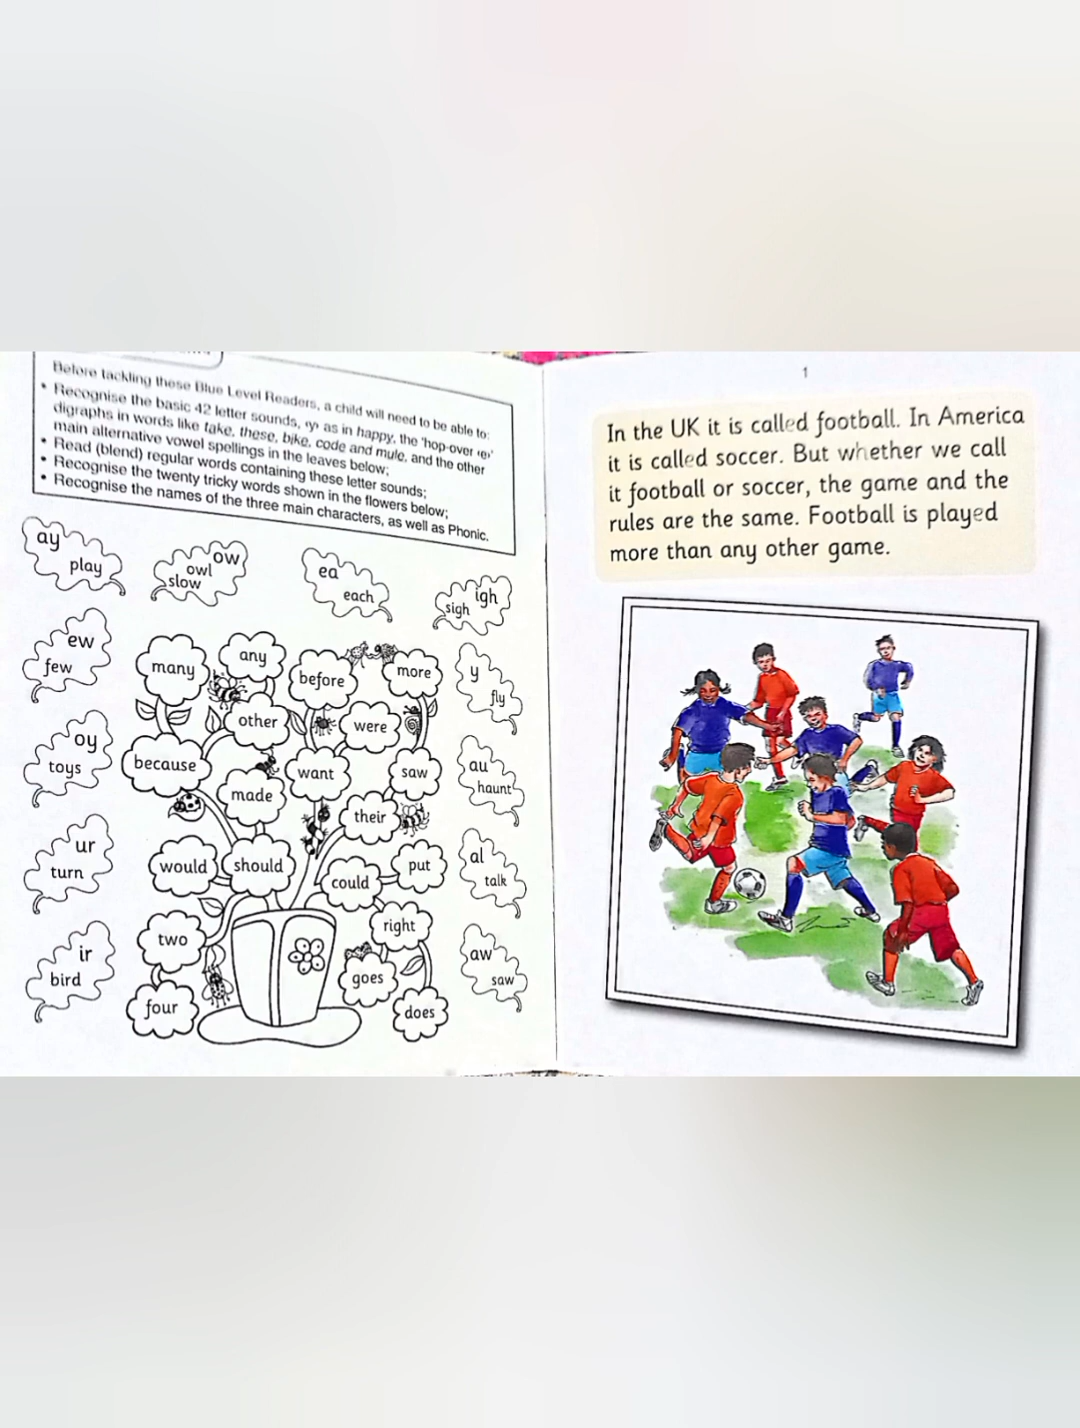 Before tackling these Blue Level Readers, a child will need to be able to:
• Recognise the basic 42 letter sounds, ‹y› as in happy, the 'hop-over ‹e›'
digraphs in words like take, these, bike, code and mule, and the other
main alternative vowel spellings in the leaves below;
• Read (blend) regular words containing these letter sounds;
• Recognise the twenty tricky words shown in the flowers below;
• Recognise the names of the three main characters, as well as Phonic.
ay
play
ow
owl
slow
ea
each
igh
sigh
ew
few
y
fly
oy
toys
au
haunt
ur
turn
al
talk
ir
bird
aw
saw
many
any
before
more
other
were
because
want
saw
made
their
would
should
could
put
two
right
four
goes
does
1
In the UK it is called football. In America
it is called soccer. But whether we call
it football or soccer, the game and the
rules are the same. Football is played
more than any other game.